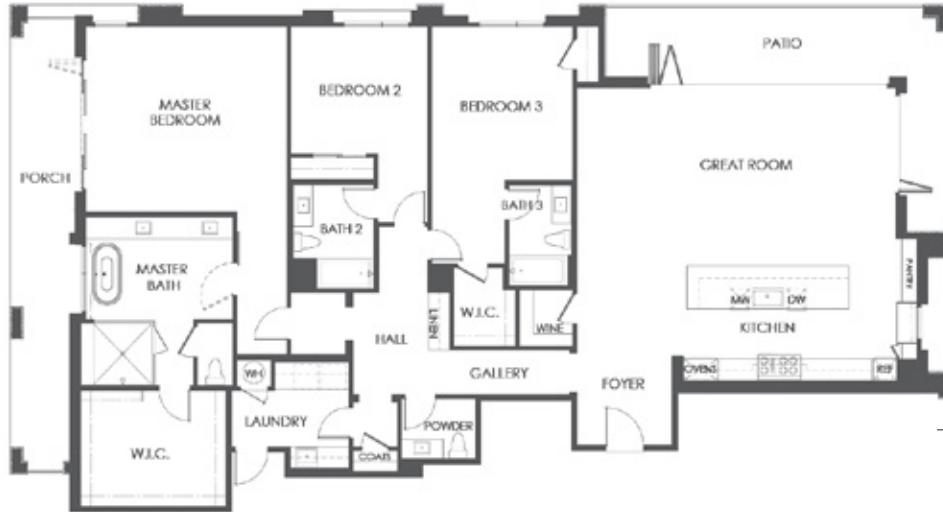 PATIO
BEDROOM 2
MASTER
BEDROOM
BEDROOM 3
GREAT ROOM
PORCH
BATH 3
BATH 2
MASTER
BATH
PANTRY
MW
DW
W.I.C.
LINEN
WINE
KITCHEN
HALL
GALLERY
OVENS
REF
WH
FOYER
LAUNDRY
POWDER
W.I.C.
COATS